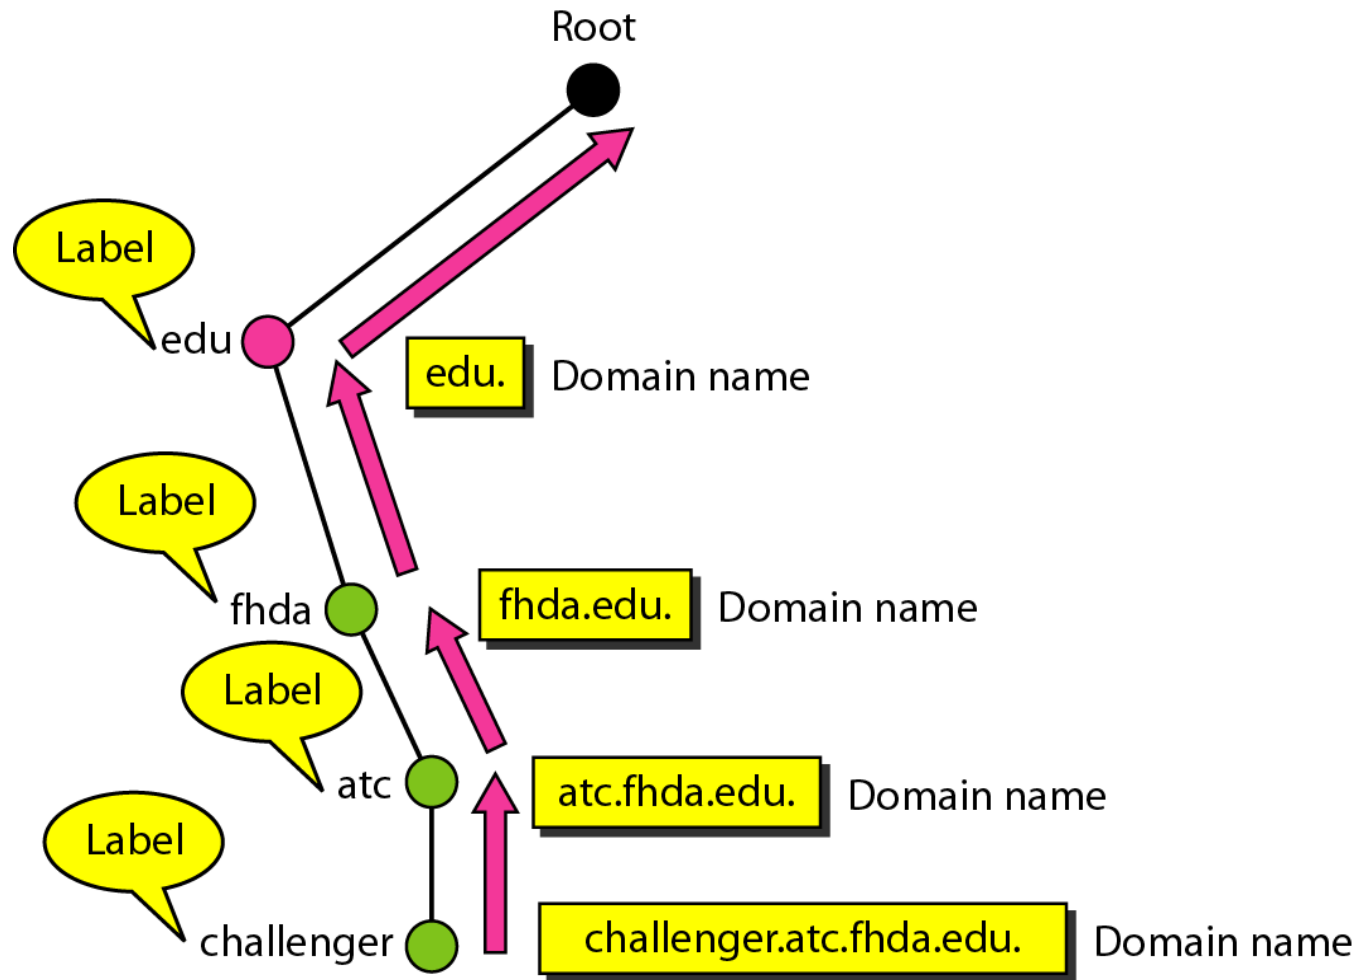 Root
Label
edu
edu.
Domain name
Label
fhda
fhda.edu.
Domain name
Label
atc
atc.fhda.edu.
Domain name
Label
challenger
challenger.atc.fhda.edu.
Domain name